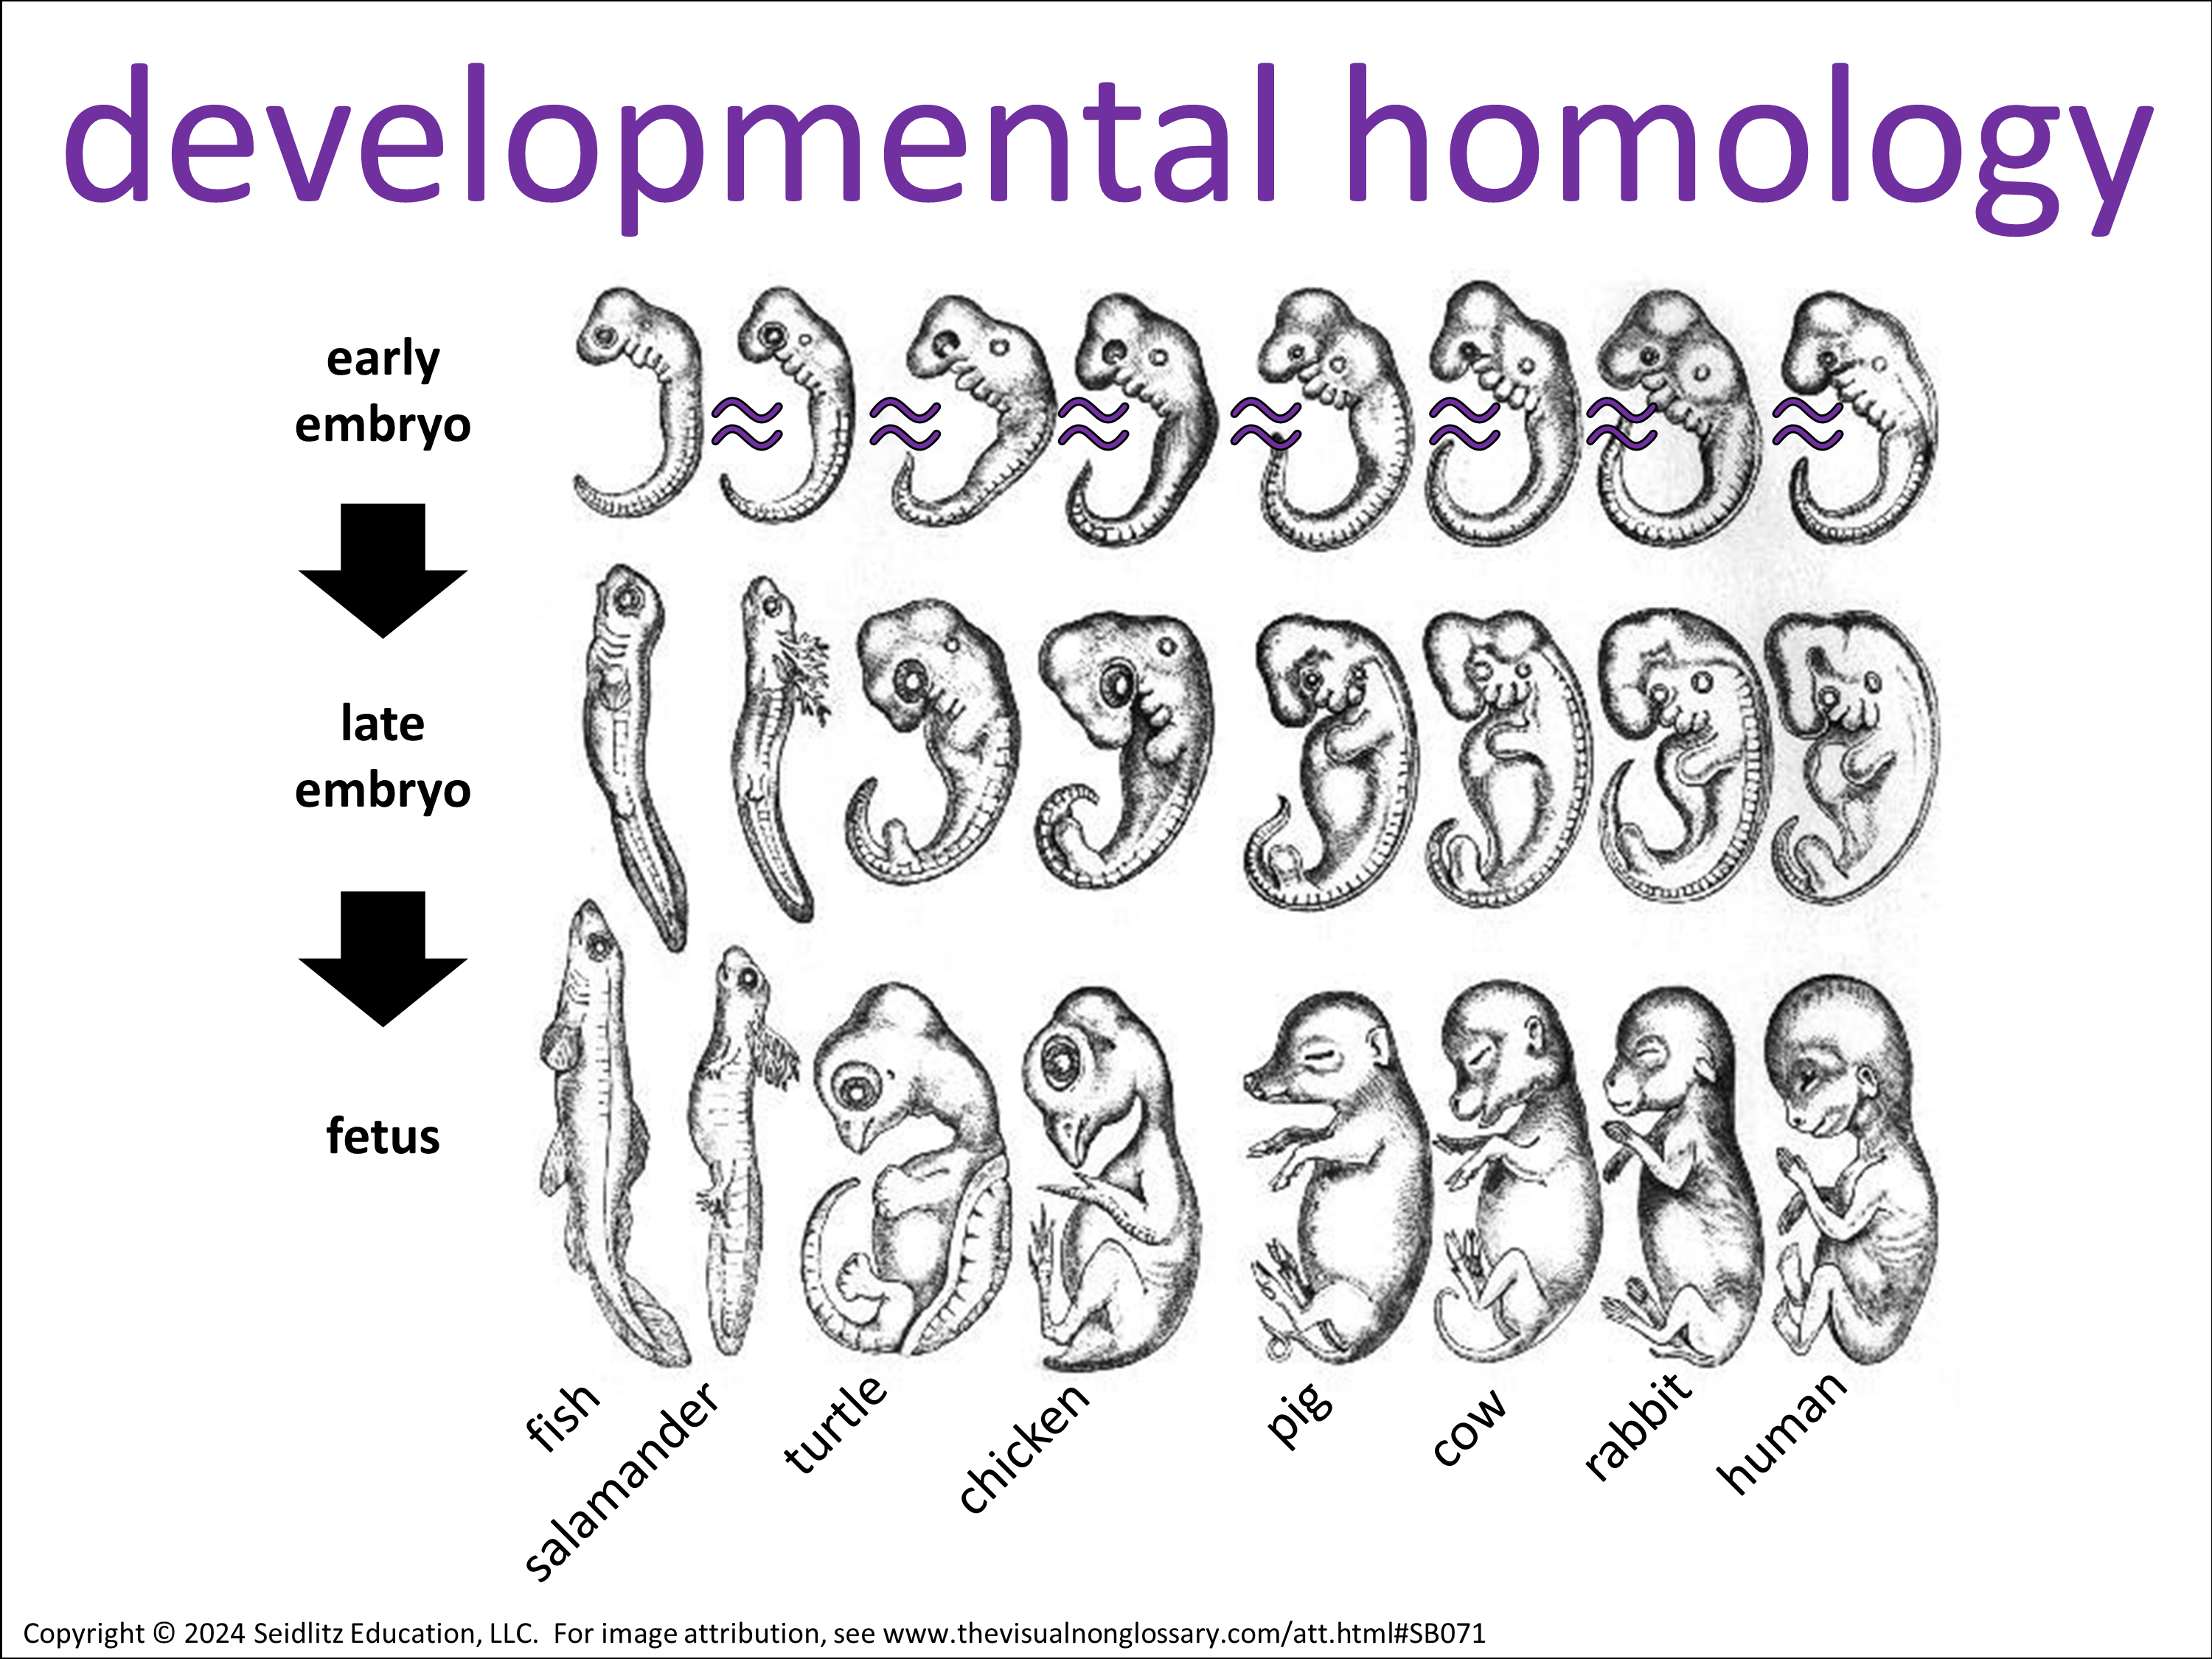 developmental homology
early
embryo
late
embryo
fetus
fish
salamander
turtle
chicken
pig
cow
rabbit
human
Copyright © 2024 Seidlitz Education, LLC.  For image attribution, see www.thevisualnonglossary.com/att.html#SB071